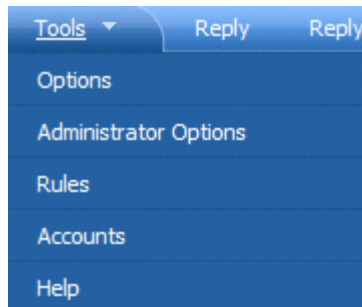 Tools Reply Reply
Options
Administrator Options
Rules
Accounts
Help